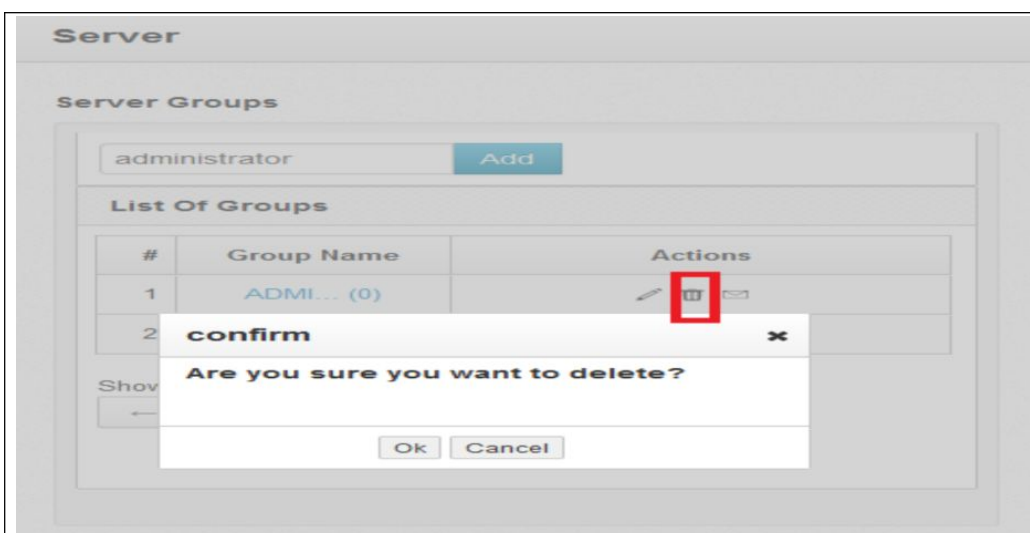 Server
Server Groups
administrator Add
List Of Groups
# Group Name Actions
1 ADMI... (0)
2
confirm
Are you sure you want to delete?
Show
Ok Cancel